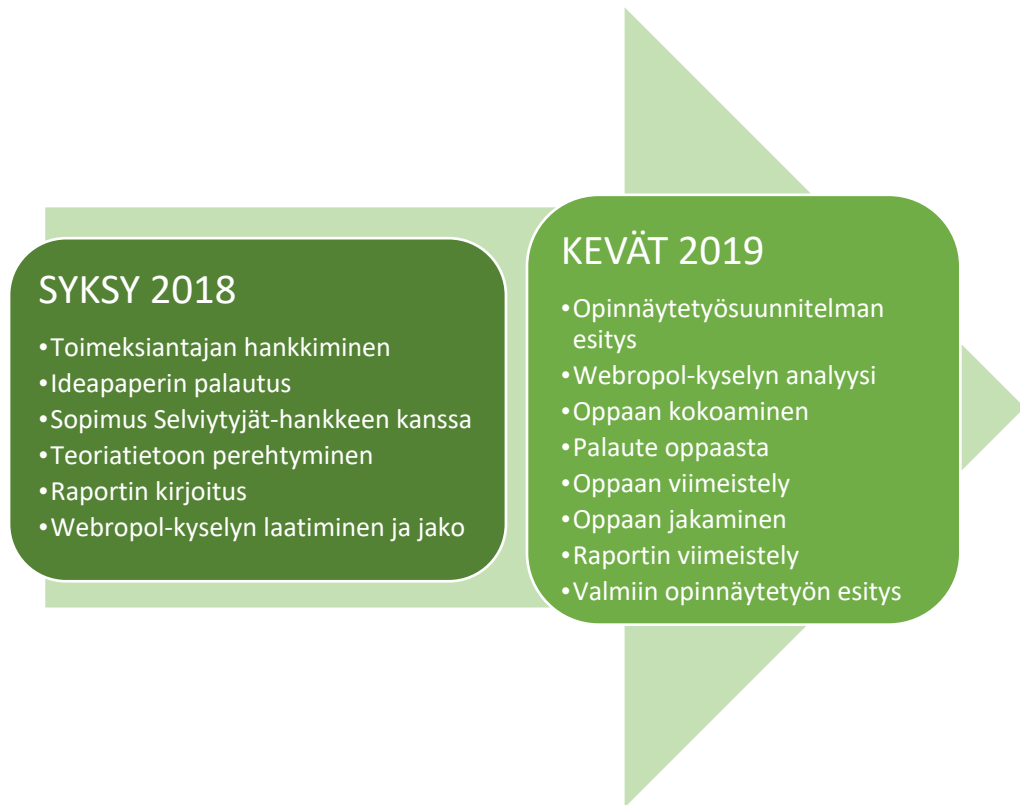 SYKSY 2018
•Toimeksiantajan hankkiminen
•Ideapaperin palautus
•Sopimus Selviytyjät-hankkeen kanssa
•Teoriatietoon perehtyminen
•Raportin kirjoitus
•Webropol-kyselyn laatiminen ja jako
KEVÄT 2019
•Opinnäytetyösuunnitelman
esitys
•Webropol-kyselyn analyysi
•Oppaan kokoaminen
•Palaute oppaasta
•Oppaan viimeistely
•Oppaan jakaminen
•Raportin viimeistely
•Valmiin opinnäytetyön esitys